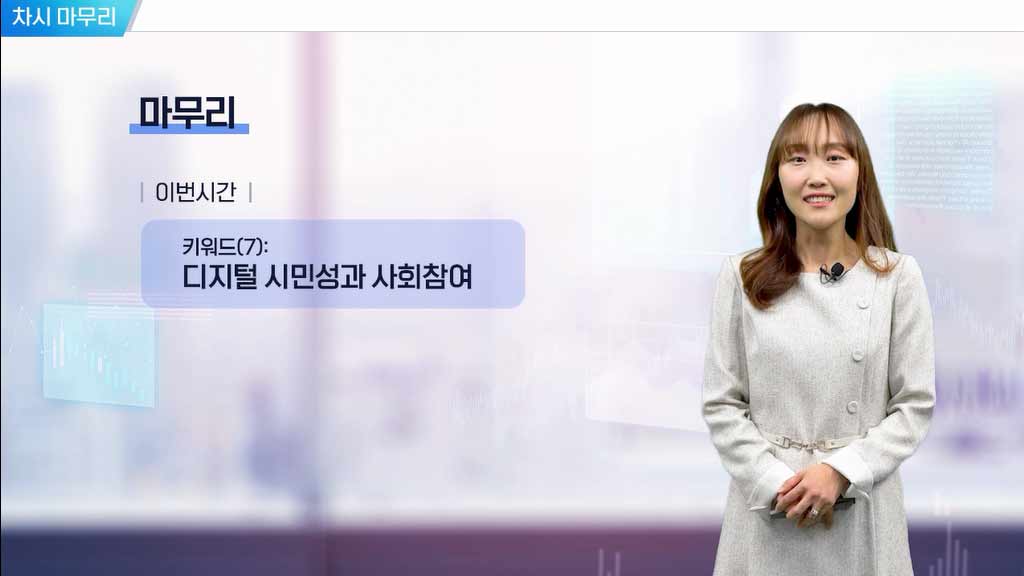 차시 마무리
마무리
이번시간
키워드(7):
디지털 시민성과 사회참여